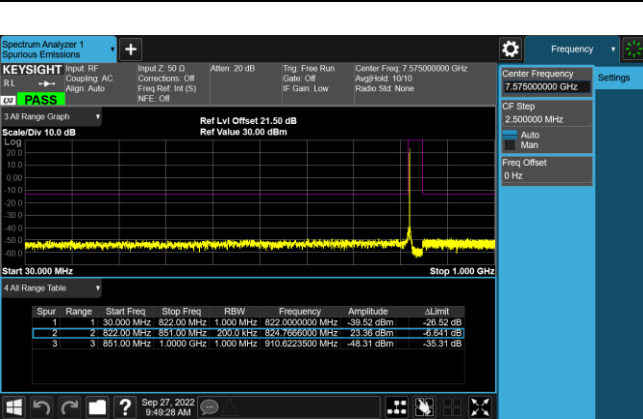 Spectrum Analyzer 1
Spurious Emissions
Frequency
KEYSIGHT
RL
Input: RF
Coupling: AC
Align: Auto
Input Z: 50 Ω
Corrections: Off
Freq Ref: Int (S)
NFE: Off
Atten: 20 dB
Trig: Free Run
Gate: Off
IF Gain: Low
Center Freq: 7.575000000 GHz
Avg|Hold: 10/10
Radio Std: None
LXI PASS
Center Frequency
7.575000000 GHz
Settings
CF Step
2.500000 MHz
Auto
Man
Freq Offset
0 Hz
3 All Range Graph
Ref Lvl Offset 21.50 dB
Scale/Div 10.0 dB
Ref Value 30.00 dBm
Log
20.0
10.0
0.00
-10.0
-20.0
-30.0
-40.0
-50.0
-60.0
Start 30.000 MHz
Stop 1.000 GHz
4 All Range Table
Spur Range Start Freq Stop Freq RBW Frequency Amplitude ΔLimit
1 1 30.000 MHz 822.00 MHz 1.000 MHz 822.0000000 MHz -39.52 dBm -26.52 dB
2 2 822.00 MHz 851.00 MHz 200.0 kHz 824.7666000 MHz 23.36 dBm -6.641 dB
3 3 851.00 MHz 1.0000 GHz 1.000 MHz 910.6223500 MHz -48.31 dBm -35.31 dB
?
Sep 27, 2022
9:49:28 AM